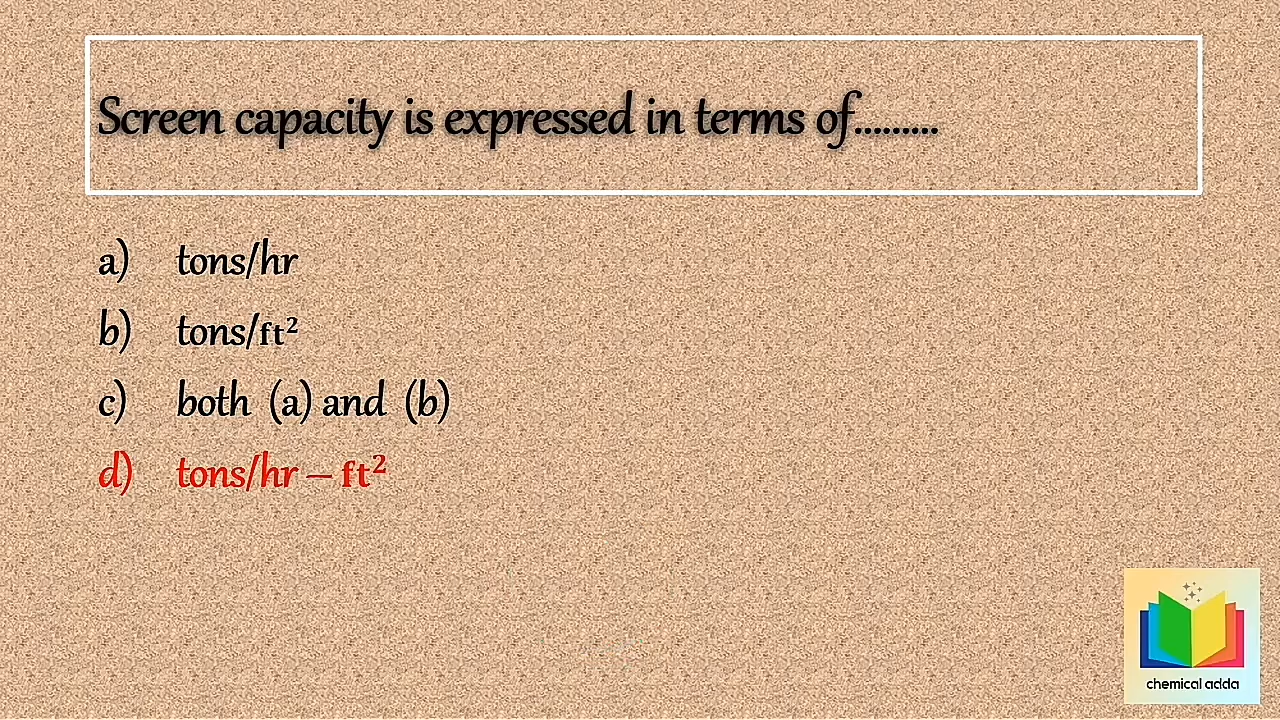 Screen capacity is expressed in terms of.........
a) tons/hr
b) tons/ft²
c) both (a) and (b)
d) tons/hr – ft²
chemical adda